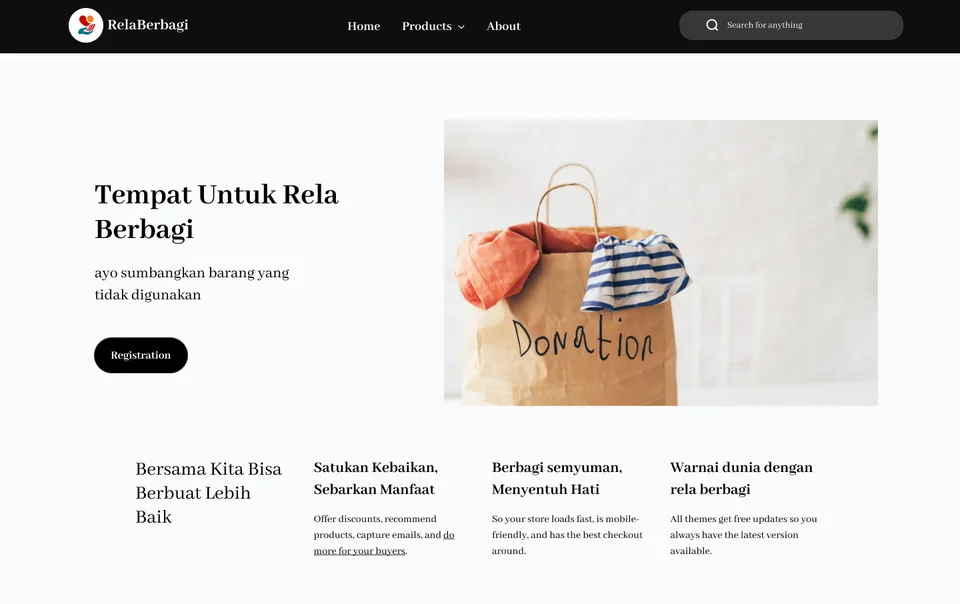 RelaBerbagi
Home
Products
About
Search for anything
Tempat Untuk Rela
Berbagi
ayo sumbangkan barang yang
tidak digunakan
Registration
Donation
Bersama Kita Bisa
Berbuat Lebih
Baik
Satukan Kebaikan,
Sebarkan Manfaat
Offer discounts, recommend
products, capture emails, and do
more for your buyers.
Berbagi semyuman,
Menyentuh Hati
So your store loads fast, is mobile-
friendly, and has the best checkout
around.
Warnai dunia dengan
rela berbagi
All themes get free updates so you
always have the latest version
available.